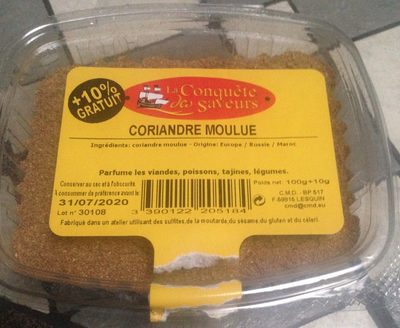 +10%
GRATUIT
La Conquête
des Saveurs
CORIANDRE MOULUE
Ingrédients: coriandre moulue - Origine: Europe / Russie / Maroc
Parfume les viandes, poissons, tajines, légumes.
Conserver au sec et à l'obscurité.
A consommer de préférence avant le:
31/07/2020
Lot n° 30108
3 390122 205184
Poids net: 100g+10g
C.M.D. - BP 517
F.59815 LESQUIN
cmd@cmd.eu
Fabriqué dans un atelier utilisant des sulfites, de la moutarde, du sésame, du gluten et du céleri.